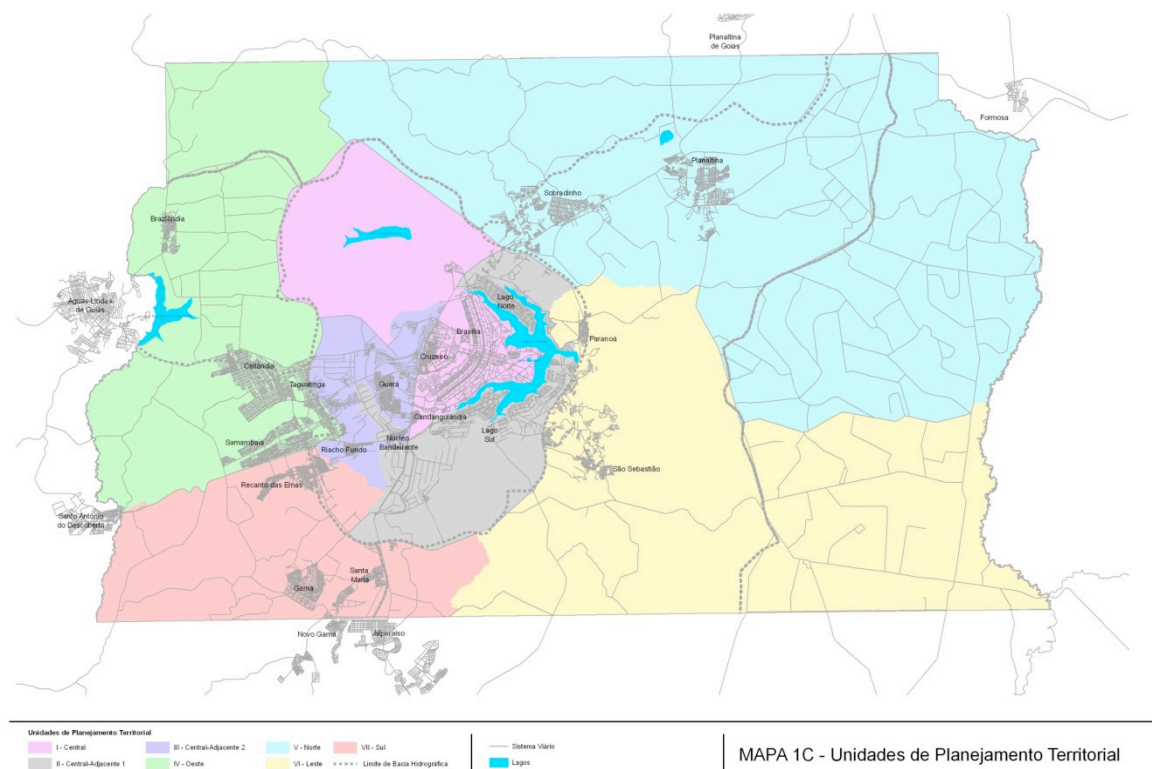 Planaltina
de Goiás
Formosa
Planaltina
Sobradinho
Brazlândia
Águas Lindas
de Goiás
Lago
Norte
Brasília
Paranoá
Cruzeiro
Ceilândia
Taguatinga
Guará
Candangolândia
Lago
Sul
Núcleo
Bandeirante
Samambaia
Riacho Fundo
São Sebastião
Recanto das Emas
Santo Antônio
do Descoberto
Santa
Maria
Gama
Novo Gama
Valparaíso
Unidades de Planejamento Territorial
I - Central
III - Central-Adjacente 2
V - Norte
VII - Sul
Sistema Viário
II - Central-Adjacente 1
IV - Oeste
VI - Leste
Limite de Bacia Hidrográfica
Lagos
MAPA 1C - Unidades de Planejamento Territorial